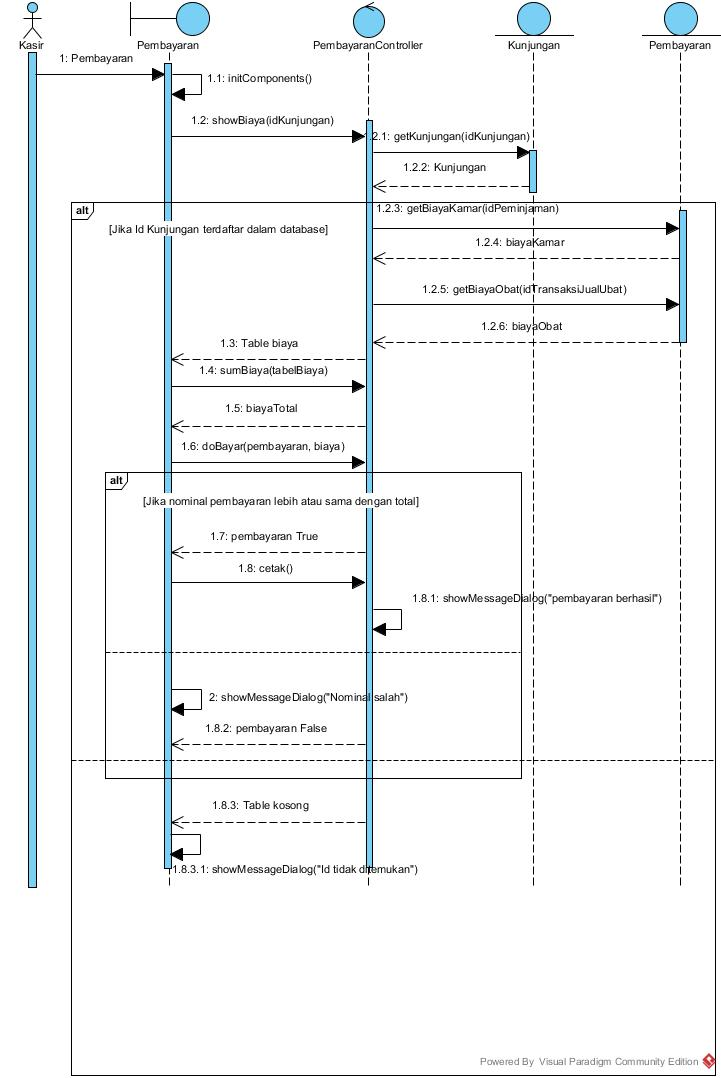 Kasir
Pembayaran
PembayaranController
Kunjungan
Pembayaran
1: Pembayaran
1.1: initComponents()
1.2: showBiaya(idKunjungan)
.2.1: getKunjungan(idKunjungan)
1.2.2: Kunjungan
alt
1.2.3: getBiayaKamar(idPeminjaman)
[Jika Id Kunjungan terdaftar dalam database]
1.2.4: biayaKamar
1.2.5: getBiayaObat(idTransaksiJualUbat)
1.2.6: biayaObat
1.3: Table biaya
1.4: sumBiaya(tabelBiaya)
1.5: biayaTotal
1.6: doBayar(pembayaran, biaya)
alt
[Jika nominal pembayaran lebih atau sama dengan total]
1.7: pembayaran True
1.8: cetak()
1.8.1: showMessageDialog("pembayaran berhasil")
2: showMessageDialog("Nominal salah")
1.8.2: pembayaran False
1.8.3: Table kosong
1.8.3.1: showMessageDialog("Id tidak ditemukan")
Powered By Visual Paradigm Community Edition